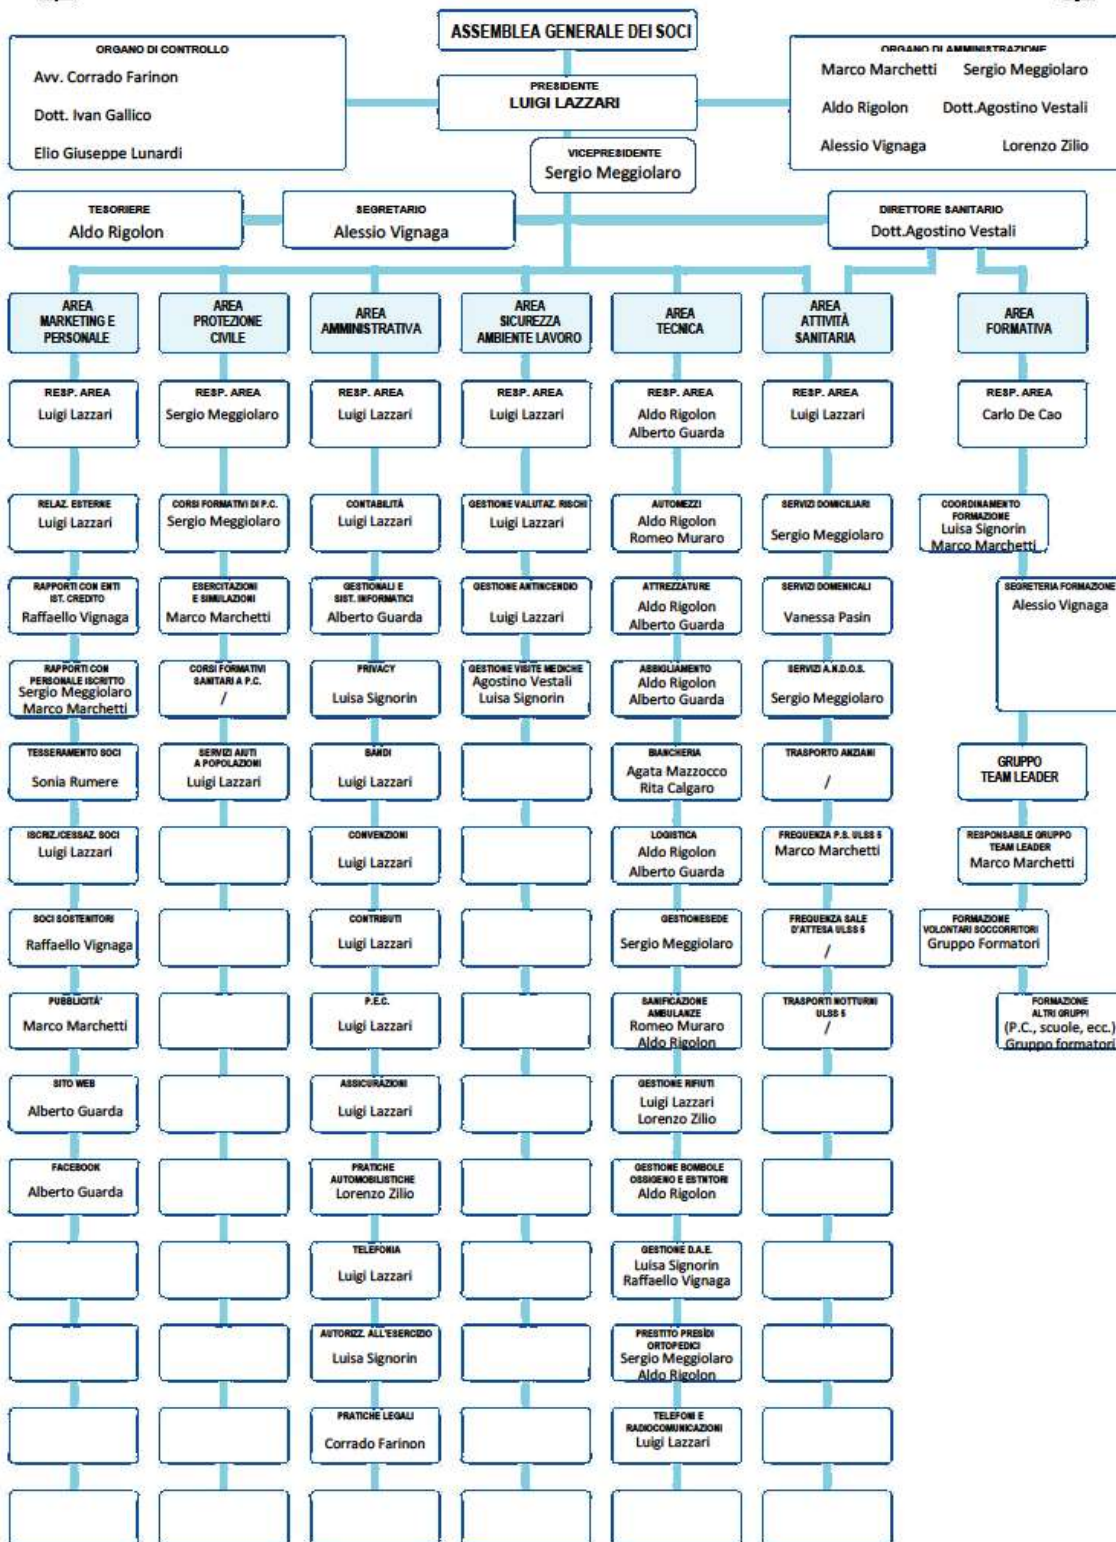 ASSEMBLEA GENERALE DEI SOCI
ORGANO DI CONTROLLO
Avv. Corrado Farinon
Dott. Ivan Gallico
Elio Giuseppe Lunardi
PRESIDENTE
LUIGI LAZZARI
ORGANO DI AMMINISTRAZIONE
Marco Marchetti Sergio Meggiolaro
Aldo Rigolon Dott.Agostino Vestali
Alessio Vignaga Lorenzo Zilio
VICEPRESIDENTE
Sergio Meggiolaro
TESORIERE
Aldo Rigolon
SEGRETARIO
Alessio Vignaga
DIRETTORE SANITARIO
Dott.Agostino Vestali
AREA
MARKETING E
PERSONALE
RESP. AREA
Luigi Lazzari
RELAZ. ESTERNE
Luigi Lazzari
RAPPORTI CON ENTI
IST. CREDITO
Raffaello Vignaga
RAPPORTI CON
PERSONALE ISCRITTO
Sergio Meggiolaro
Marco Marchetti
TESSERAMENTO SOCI
Sonia Rumere
ISCRIZ./CESSAZ. SOCI
Luigi Lazzari
SOCI SOSTENITORI
Raffaello Vignaga
PUBBLICITA'
Marco Marchetti
SITO WEB
Alberto Guarda
FACEBOOK
Alberto Guarda
AREA
PROTEZIONE
CIVILE
RESP. AREA
Sergio Meggiolaro
CORSI FORMATIVI DI P.C.
Sergio Meggiolaro
ESERCITAZIONI
E SIMULAZIONI
Marco Marchetti
CORSI FORMATIVI
SANITARI A P.C.
/
SERVIZI AIUTI
A POPOLAZIONI
Luigi Lazzari
AREA
AMMINISTRATIVA
RESP. AREA
Luigi Lazzari
CONTABILITÀ
Luigi Lazzari
GESTIONALI E
SIST. INFORMATICI
Alberto Guarda
PRIVACY
Luisa Signorin
BANDI
Luigi Lazzari
CONVENZIONI
Luigi Lazzari
CONTRIBUTI
Luigi Lazzari
P.E.C.
Luigi Lazzari
ASSICURAZIONI
Luigi Lazzari
PRATICHE
AUTOMOBILISTICHE
Lorenzo Zilio
TELEFONIA
Luigi Lazzari
AUTORIZZ. ALL'ESERCIZIO
Luisa Signorin
PRATICHE LEGALI
Corrado Farinon
AREA
SICUREZZA
AMBIENTE LAVORO
RESP. AREA
Luigi Lazzari
GESTIONE VALUTAZ. RISCHI
Luigi Lazzari
GESTIONE ANTINCENDIO
Luigi Lazzari
GESTIONE VISITE MEDICHE
Agostino Vestali
Luisa Signorin
AREA
TECNICA
RESP. AREA
Aldo Rigolon
Alberto Guarda
AUTOMEZZI
Aldo Rigolon
Romeo Muraro
ATTREZZATURE
Aldo Rigolon
Alberto Guarda
ABBIGLIAMENTO
Aldo Rigolon
Alberto Guarda
BIANCHERIA
Agata Mazzocco
Rita Calgaro
LOGISTICA
Aldo Rigolon
Alberto Guarda
GESTIONESEDE
Sergio Meggiolaro
SANIFICAZIONE
AMBULANZE
Romeo Muraro
Aldo Rigolon
GESTIONE RIFIUTI
Luigi Lazzari
Lorenzo Zilio
GESTIONE BOMBOLE
OSSIGENO E ESTNTORI
Aldo Rigolon
GESTIONE D.A.E.
Luisa Signorin
Raffaello Vignaga
PRESTITO PRESÌDI
ORTOPEDICI
Sergio Meggiolaro
Aldo Rigolon
TELEFONI E
RADIOCOMUNICAZIONI
Luigi Lazzari
AREA
ATTIVITÀ
SANITARIA
RESP. AREA
Luigi Lazzari
SERVIZI DOMICILIARI
Sergio Meggiolaro
SERVIZI DOMENICALI
Vanessa Pasin
SERVIZI A.N.D.O.S.
Sergio Meggiolaro
TRASPORTO ANZIANI
/
FREQUENZA P.S. ULSS 5
Marco Marchetti
FREQUENZA SALE
D'ATTESA ULSS 5
/
TRASPORTI NOTTURNI
ULSS 5
/
AREA
FORMATIVA
RESP. AREA
Carlo De Cao
COORDINAMENTO
FORMAZIONE
Luisa Signorin
Marco Marchetti
SEGRETERIA FORMAZIONE
Alessio Vignaga
GRUPPO
TEAM LEADER
RESPONSABILE GRUPPO
TEAM LEADER
Marco Marchetti
FORMAZIONE
VOLONTARI SOCCORRITORI
Gruppo Formatori
FORMAZIONE
ALTRI GRUPPI
(P.C., scuole, ecc.)
Gruppo formatori